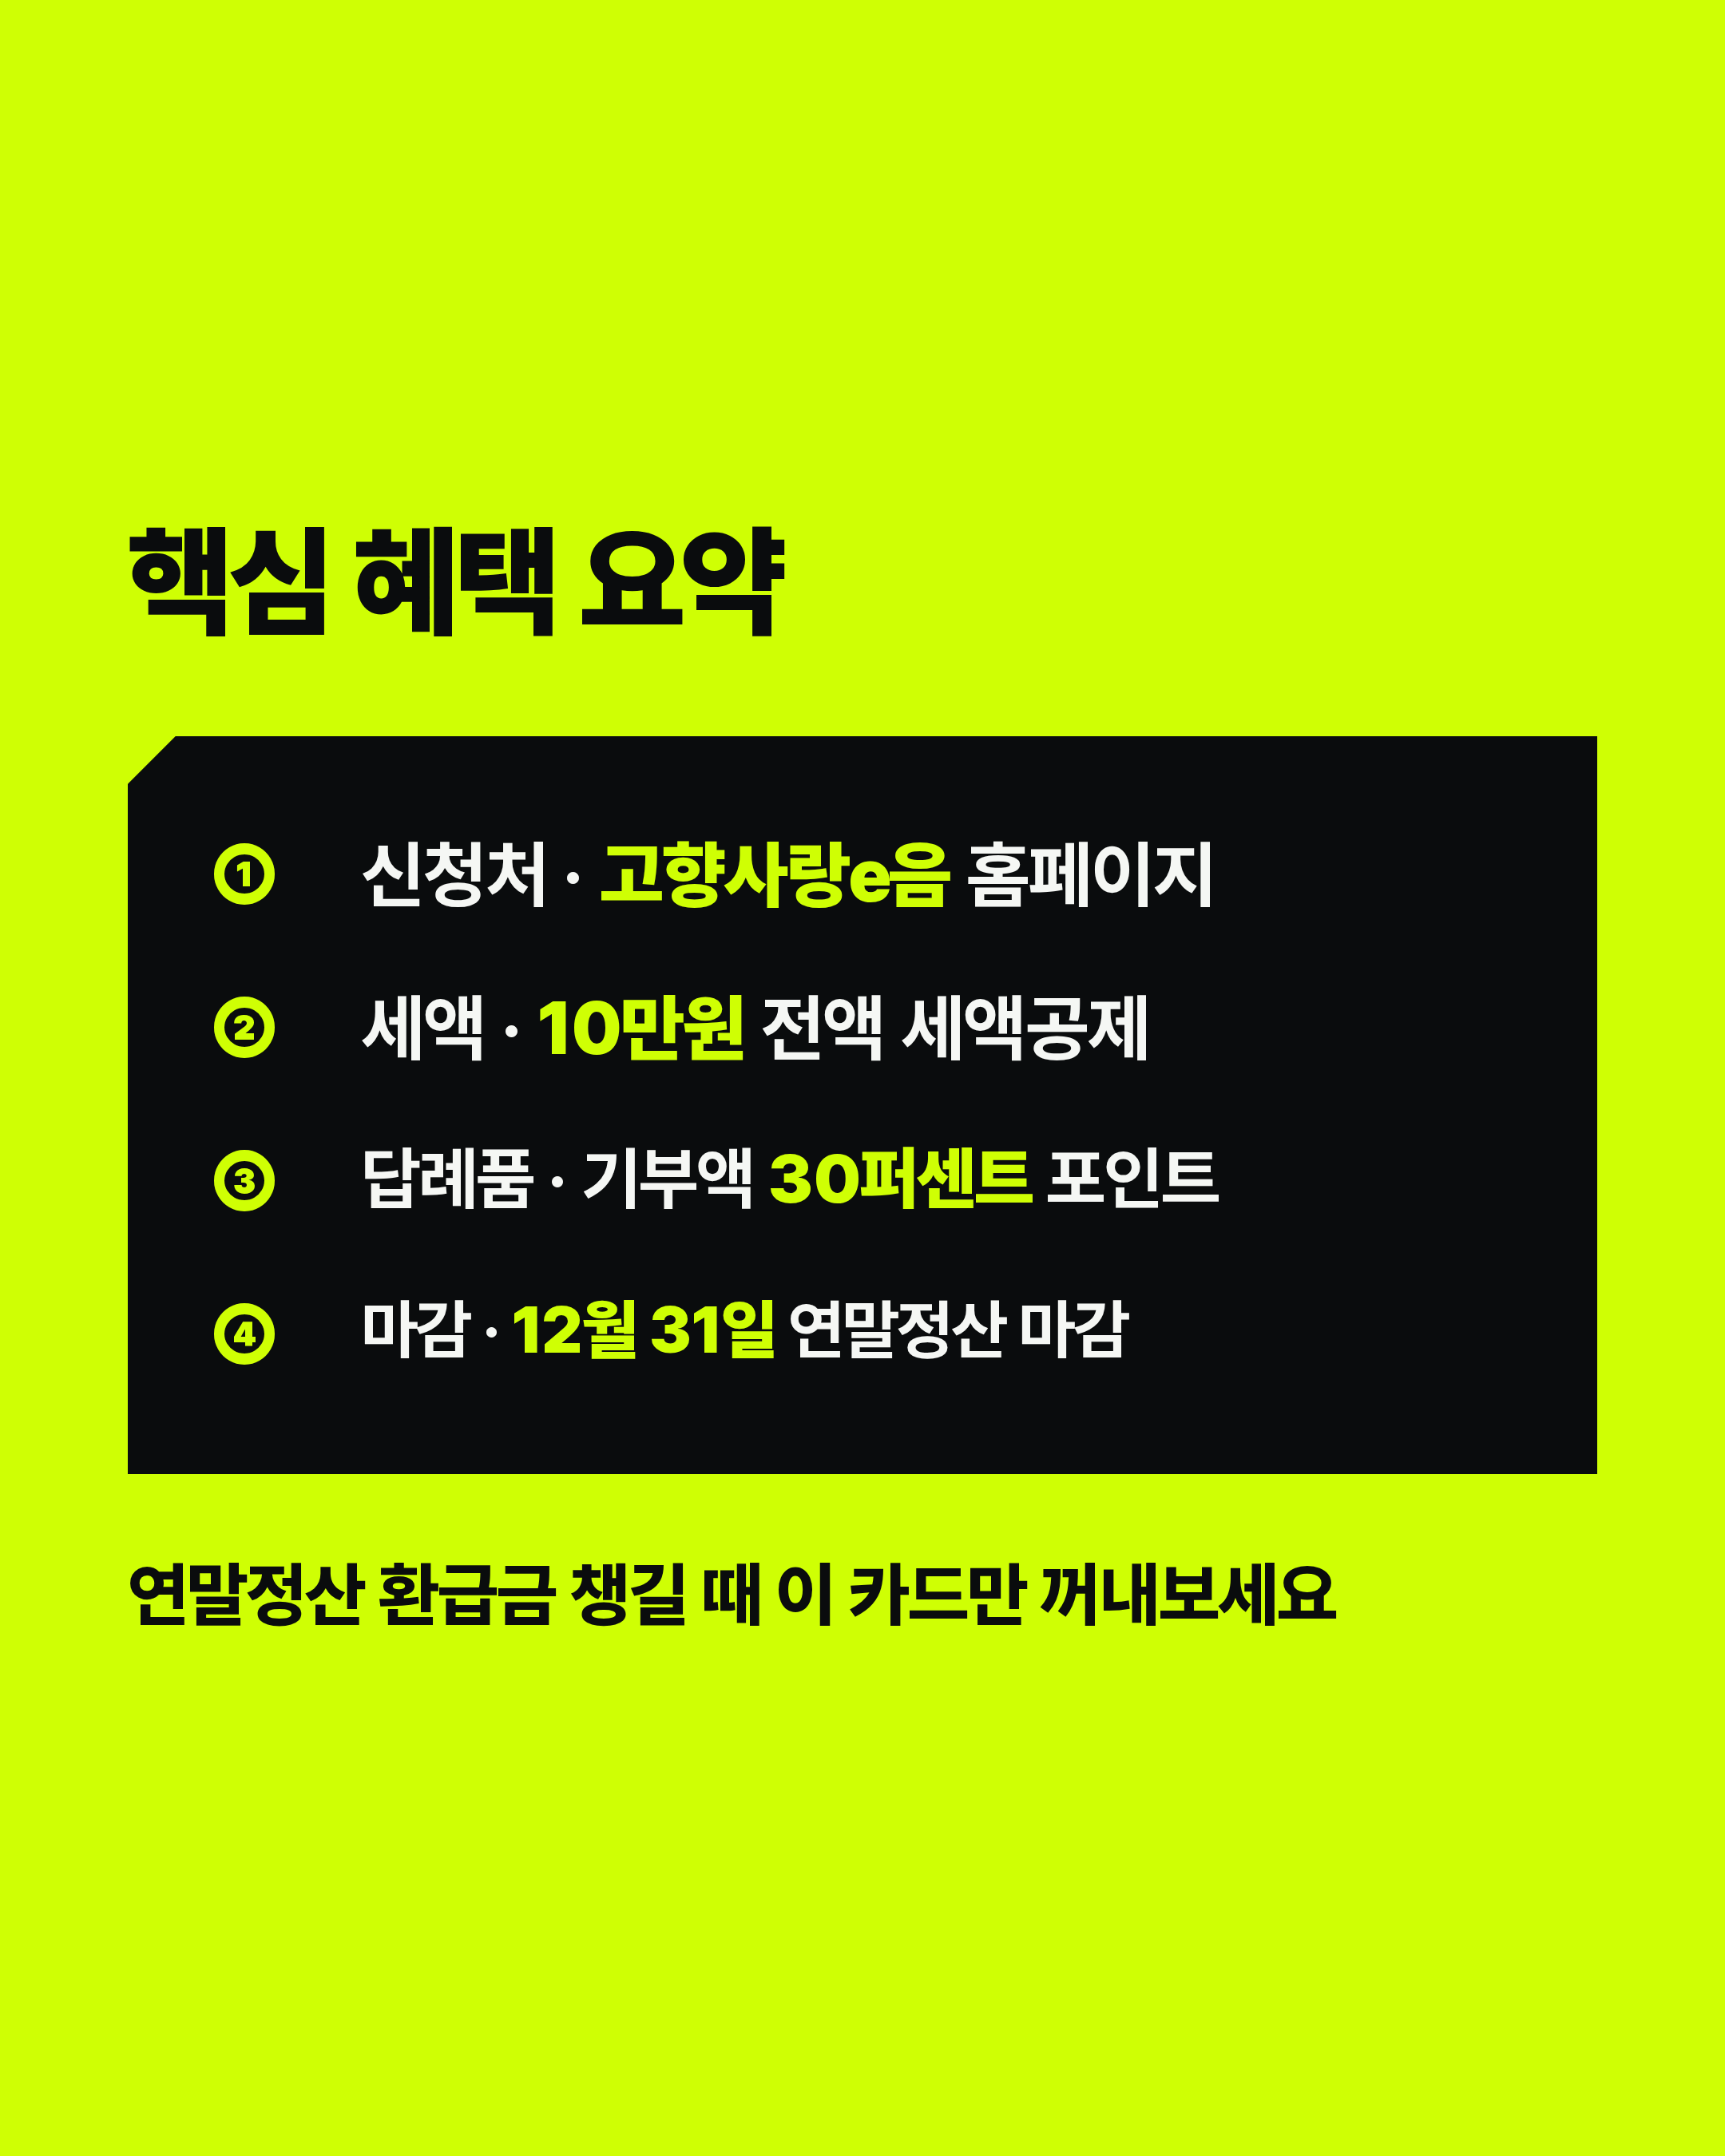 핵심 혜택 요약
① 신청처 · 고향사랑e음 홈페이지
② 세액 · 10만원 전액 세액공제
③ 답례품 · 기부액 30퍼센트 포인트
④ 마감 · 12월 31일 연말정산 마감
연말정산 환급금 챙길 때 이 카드만 꺼내보세요